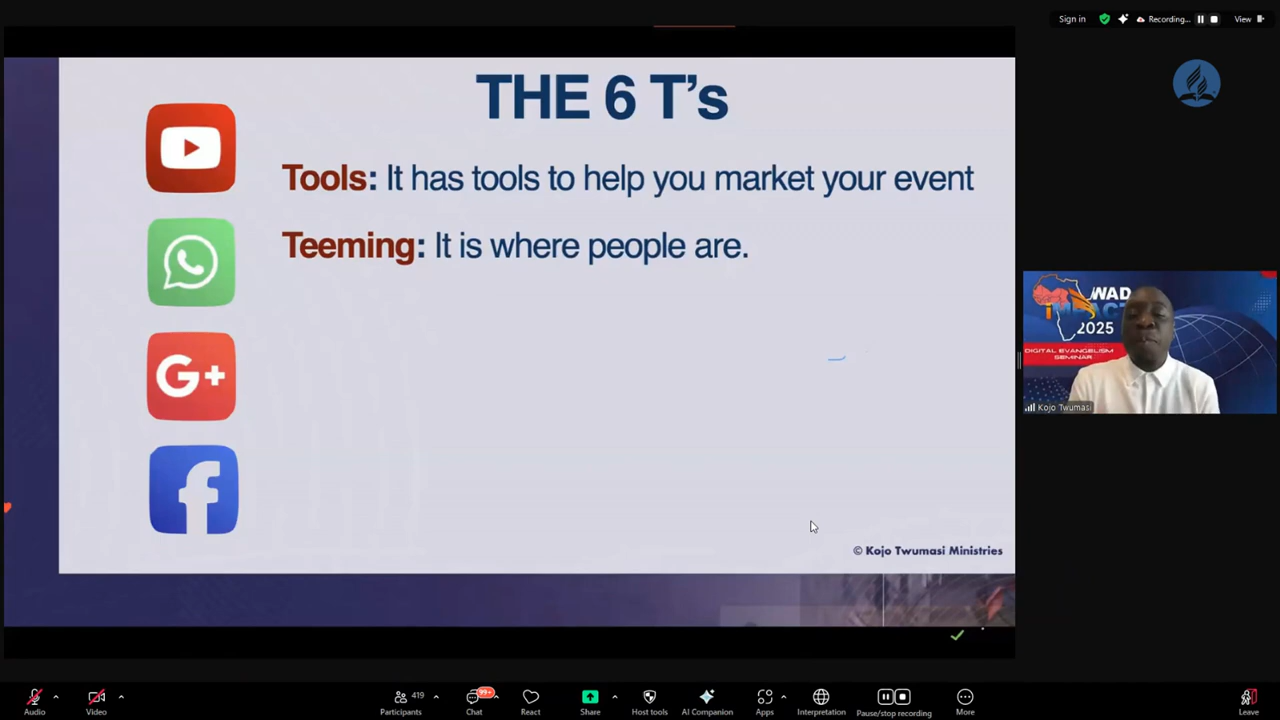 Sign in
Recording...
View
THE 6 T's
Tools: It has tools to help you market your event
Teeming: It is where people are.
G+
f
© Kojo Twumasi Ministries
WAD
IMPACT
2025
DIGITAL EVANGELISM
SEMINAR
Kojo Twumasi
Audio
Video
419
Participants
99+
Chat
React
Share
Host tools
AI Companion
Apps
Interpretation
Pause/stop recording
More
Leave